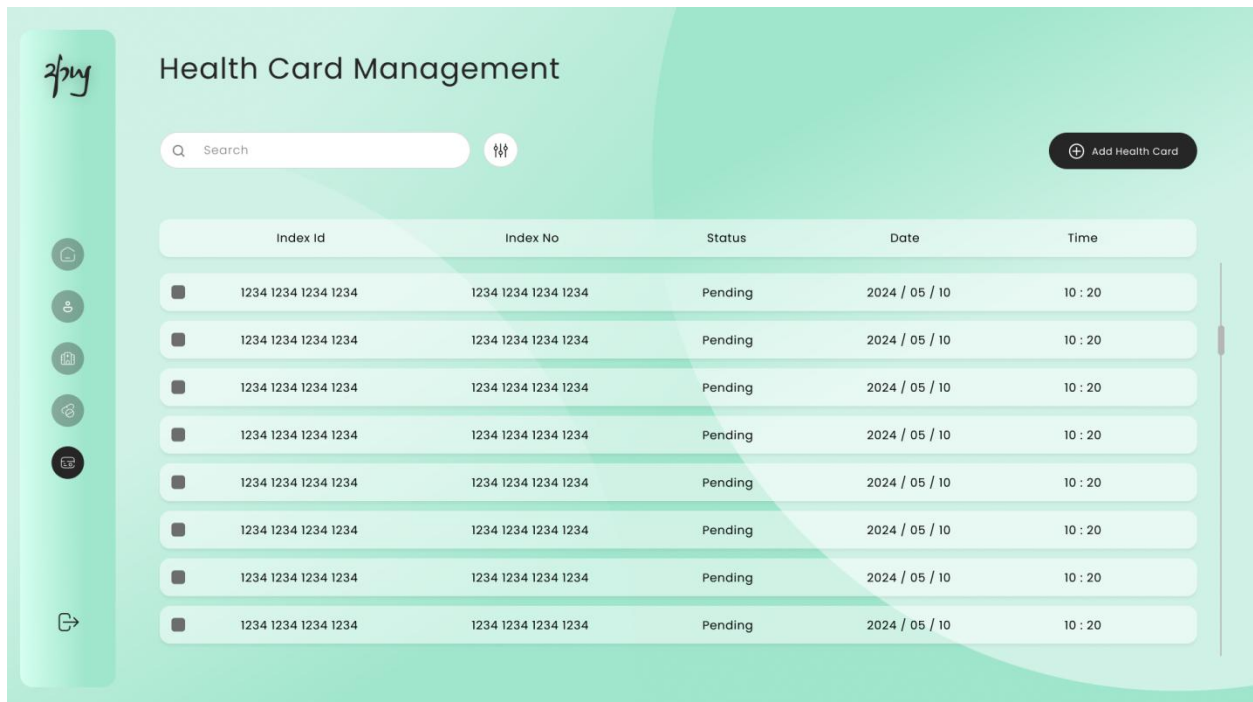 Health Card Management
Search
Add Health Card
Index Id Index No Status Date Time
1234 1234 1234 1234 1234 1234 1234 1234 Pending 2024 / 05 / 10 10 : 20
1234 1234 1234 1234 1234 1234 1234 1234 Pending 2024 / 05 / 10 10 : 20
1234 1234 1234 1234 1234 1234 1234 1234 Pending 2024 / 05 / 10 10 : 20
1234 1234 1234 1234 1234 1234 1234 1234 Pending 2024 / 05 / 10 10 : 20
1234 1234 1234 1234 1234 1234 1234 1234 Pending 2024 / 05 / 10 10 : 20
1234 1234 1234 1234 1234 1234 1234 1234 Pending 2024 / 05 / 10 10 : 20
1234 1234 1234 1234 1234 1234 1234 1234 Pending 2024 / 05 / 10 10 : 20
1234 1234 1234 1234 1234 1234 1234 1234 Pending 2024 / 05 / 10 10 : 20